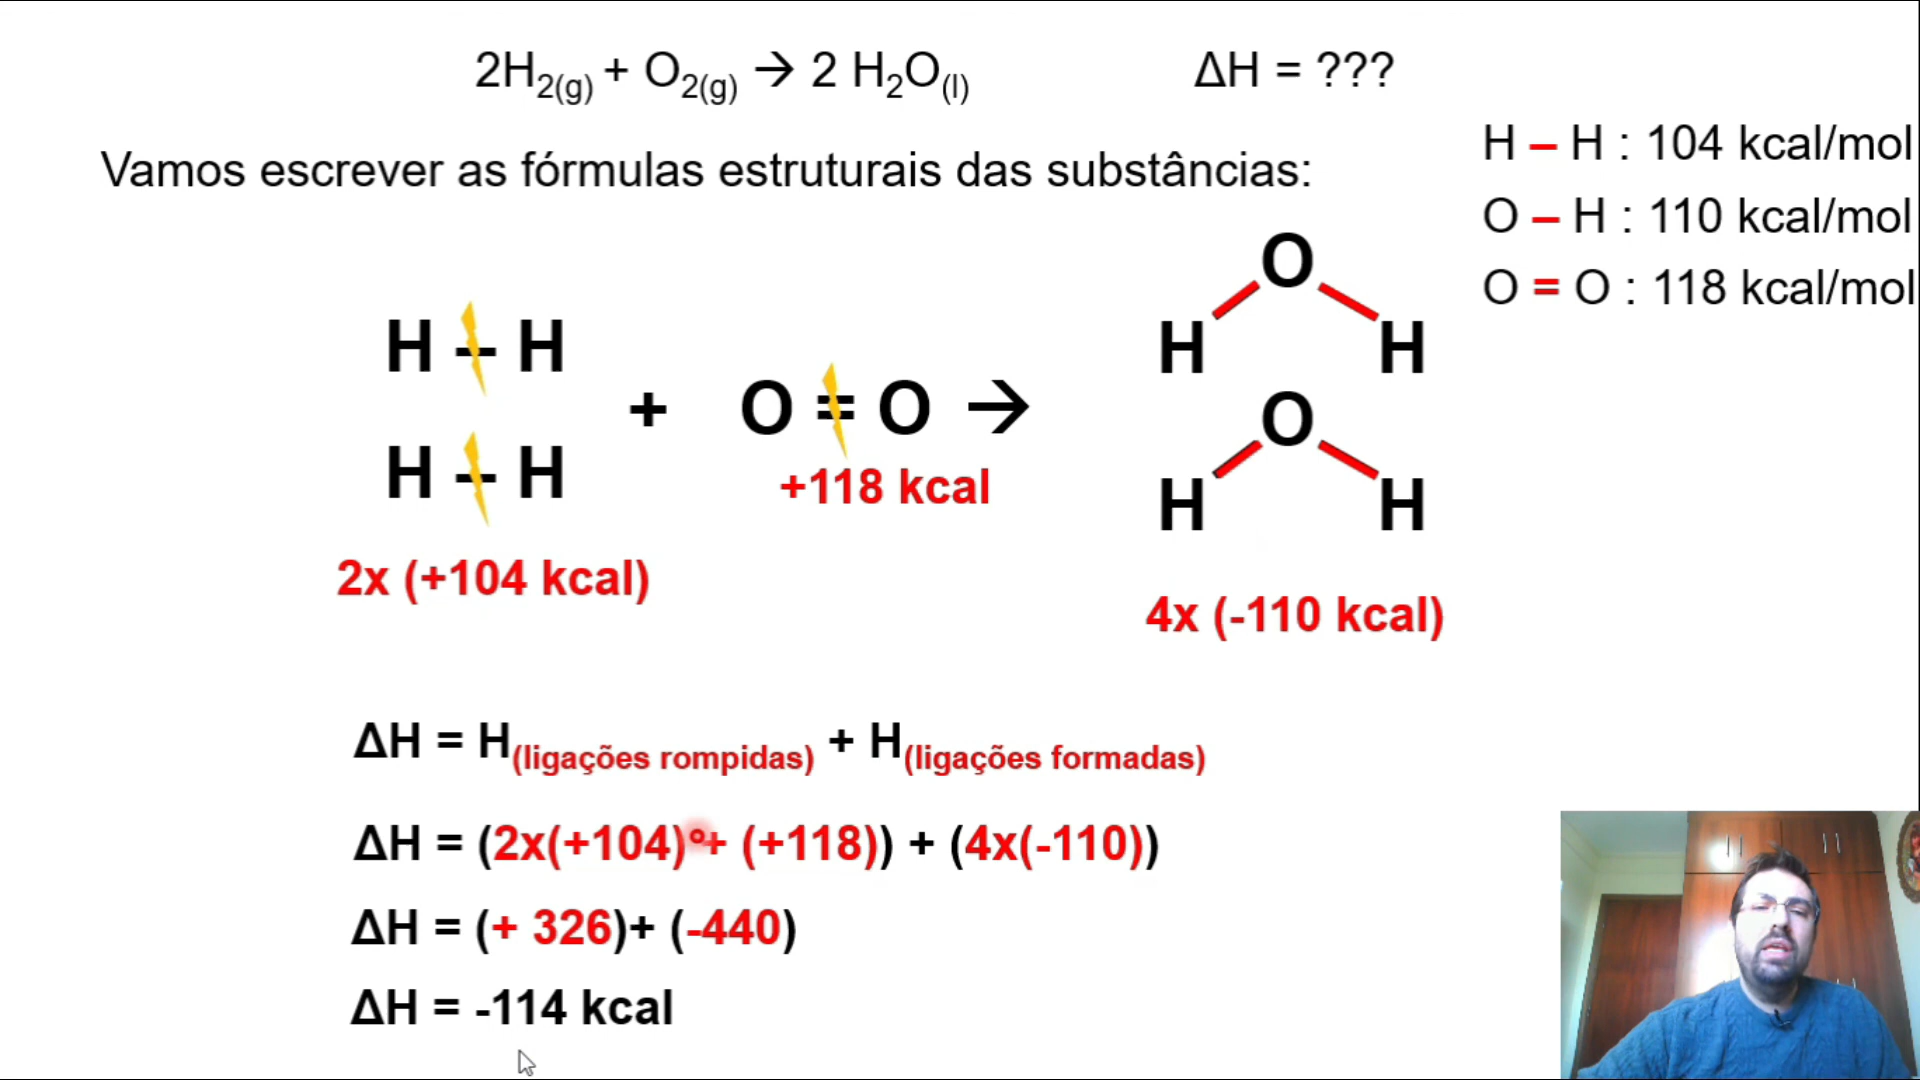 2H2(g) + O2(g) → 2 H2O(l)    ΔH = ???
Vamos escrever as fórmulas estruturais das substâncias:
H – H : 104 kcal/mol
O – H : 110 kcal/mol
O = O : 118 kcal/mol
H – H
H – H
2x (+104 kcal)
+
O = O →
+118 kcal
O
H H
O
H H
4x (-110 kcal)
ΔH = H(ligações rompidas) + H(ligações formadas)
ΔH = (2x(+104) + (+118)) + (4x(-110))
ΔH = (+ 326)+ (-440)
ΔH = -114 kcal